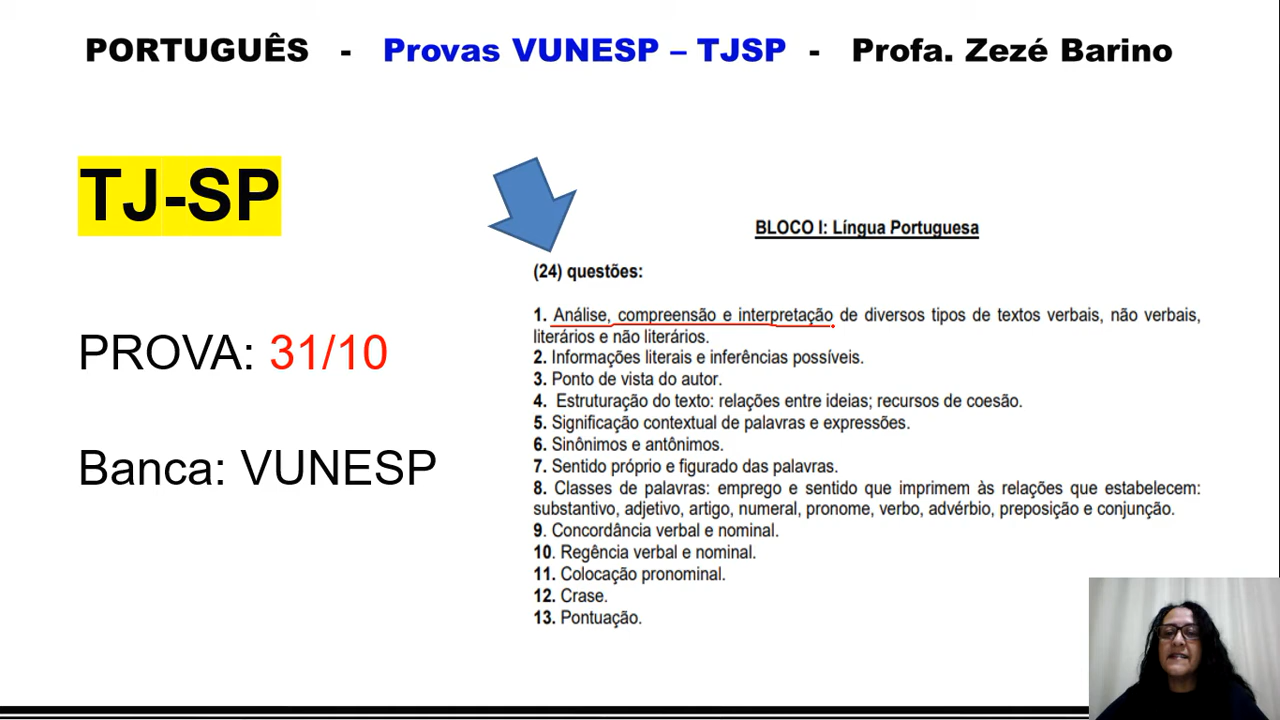 PORTUGUÊS - Provas VUNESP – TJSP - Profa. Zezé Barino
TJ-SP
PROVA: 31/10
Banca: VUNESP
BLOCO I: Língua Portuguesa
(24) questões:
1. Análise, compreensão e interpretação de diversos tipos de textos verbais, não verbais,
literários e não literários.
2. Informações literais e inferências possíveis.
3. Ponto de vista do autor.
4. Estruturação do texto: relações entre ideias; recursos de coesão.
5. Significação contextual de palavras e expressões.
6. Sinônimos e antônimos.
7. Sentido próprio e figurado das palavras.
8. Classes de palavras: emprego e sentido que imprimem às relações que estabelecem:
substantivo, adjetivo, artigo, numeral, pronome, verbo, advérbio, preposição e conjunção.
9. Concordância verbal e nominal.
10. Regência verbal e nominal.
11. Colocação pronominal.
12. Crase.
13. Pontuação.